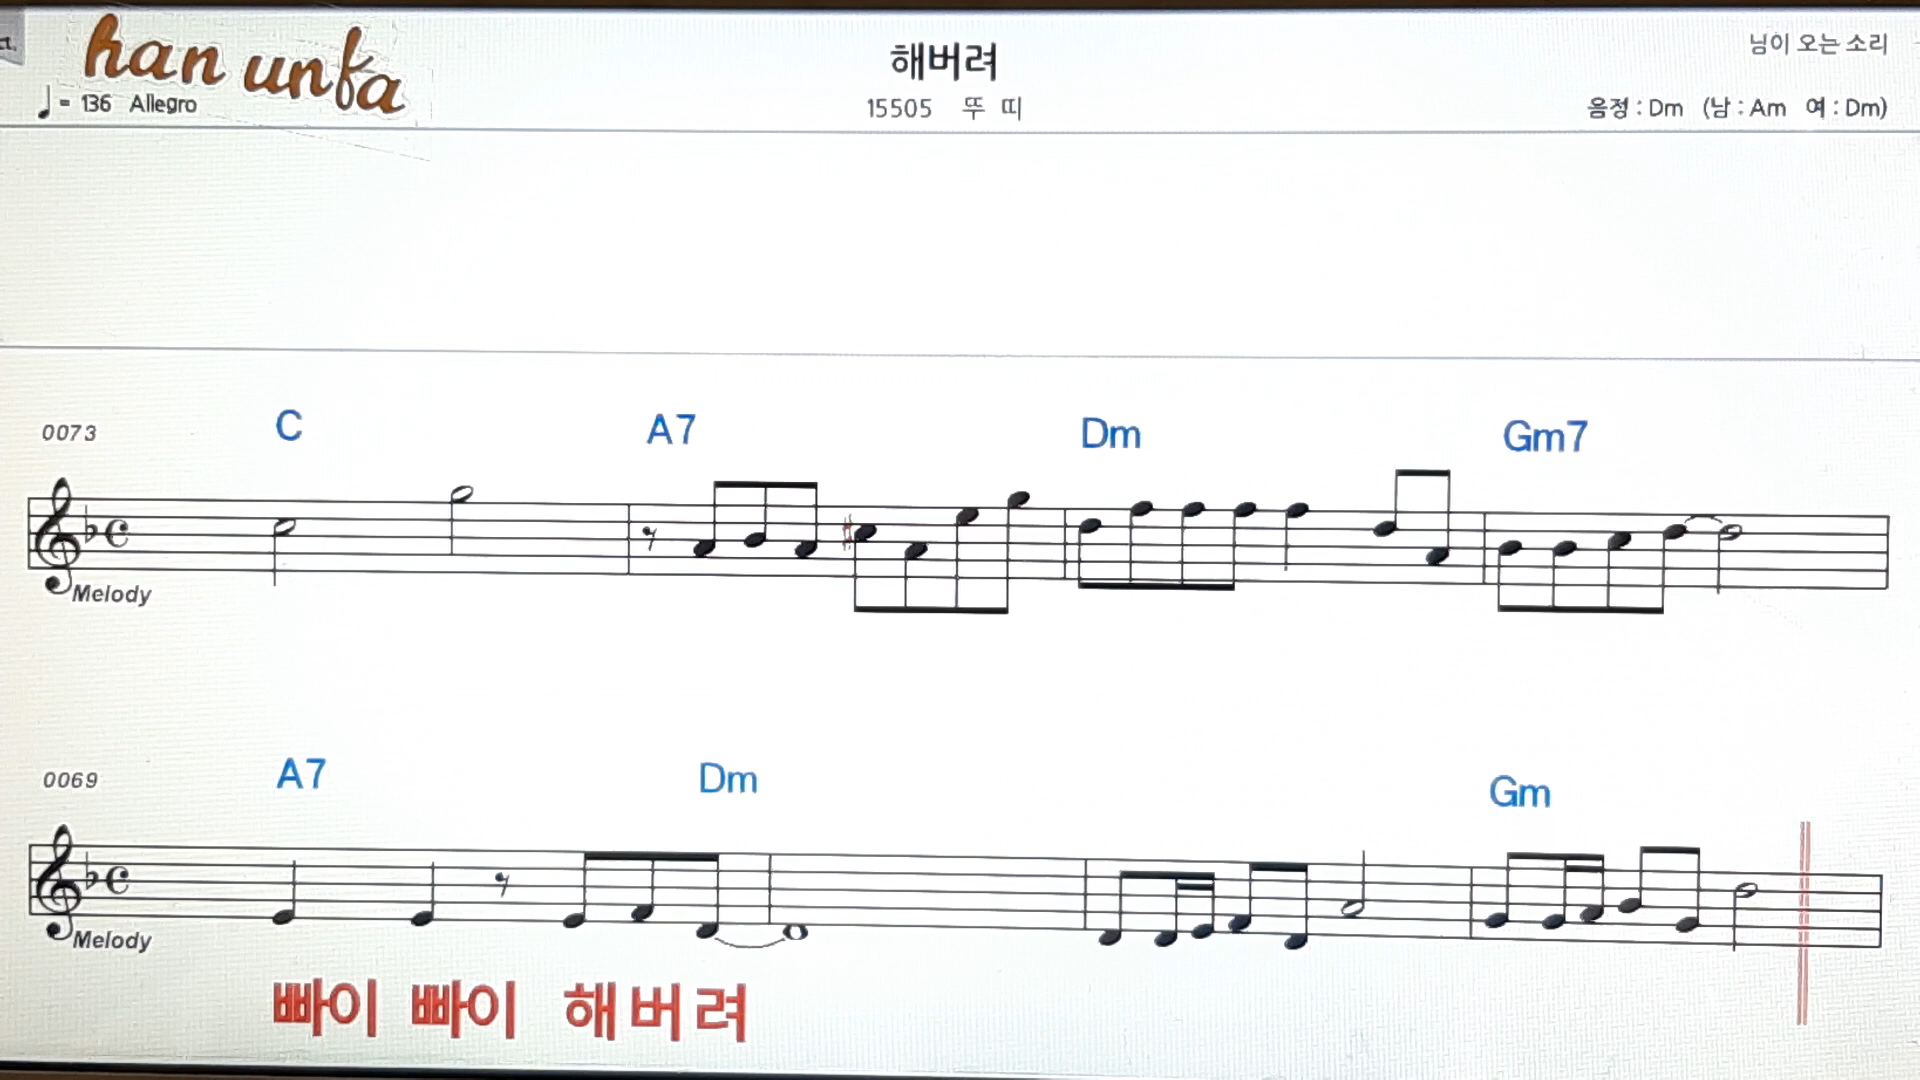 ct.
han unfa
♩= 136 Allegro
해버려
15505 뚜 띠
님이 오는 소리
음정 : Dm (남 : Am 여 : Dm)
0073 C A7 Dm Gm7
Melody
0069 A7 Dm Gm
Melody
빠이 빠이 해버려